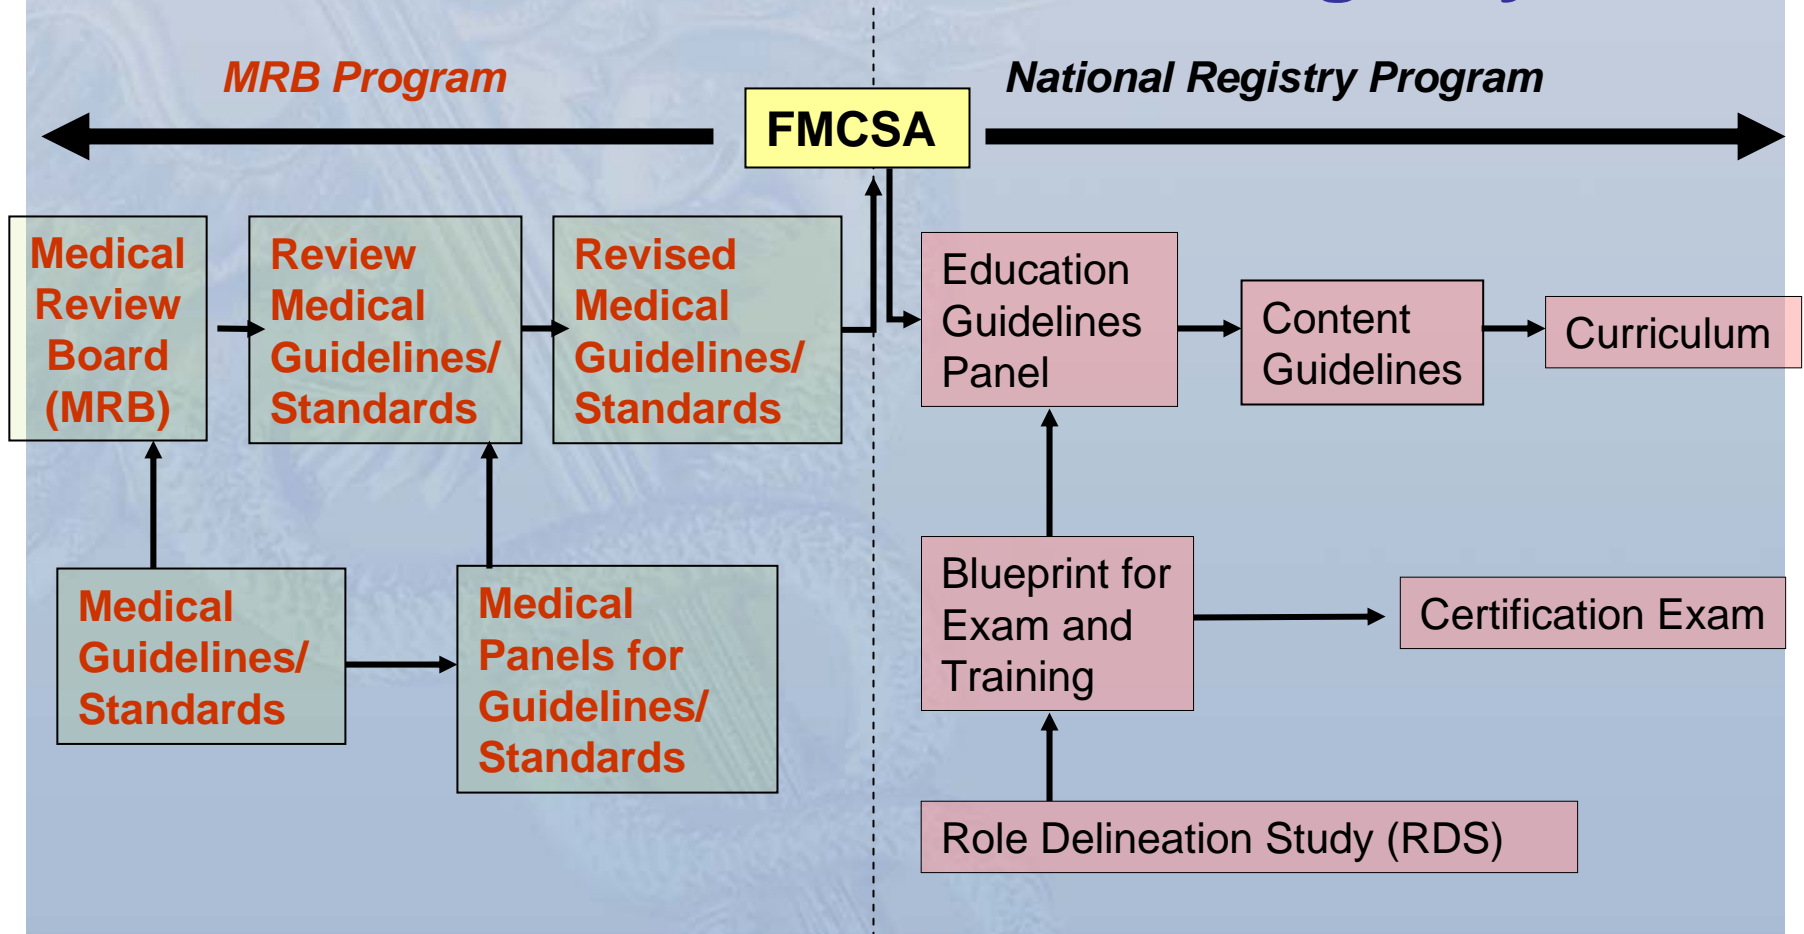 MRB Program
National Registry Program
FMCSA
Medical
Review
Board
(MRB)
Review
Medical
Guidelines/
Standards
Revised
Medical
Guidelines/
Standards
Education
Guidelines
Panel
Content
Guidelines
Curriculum
Medical
Guidelines/
Standards
Medical
Panels for
Guidelines/
Standards
Blueprint for
Exam and
Training
Certification Exam
Role Delineation Study (RDS)